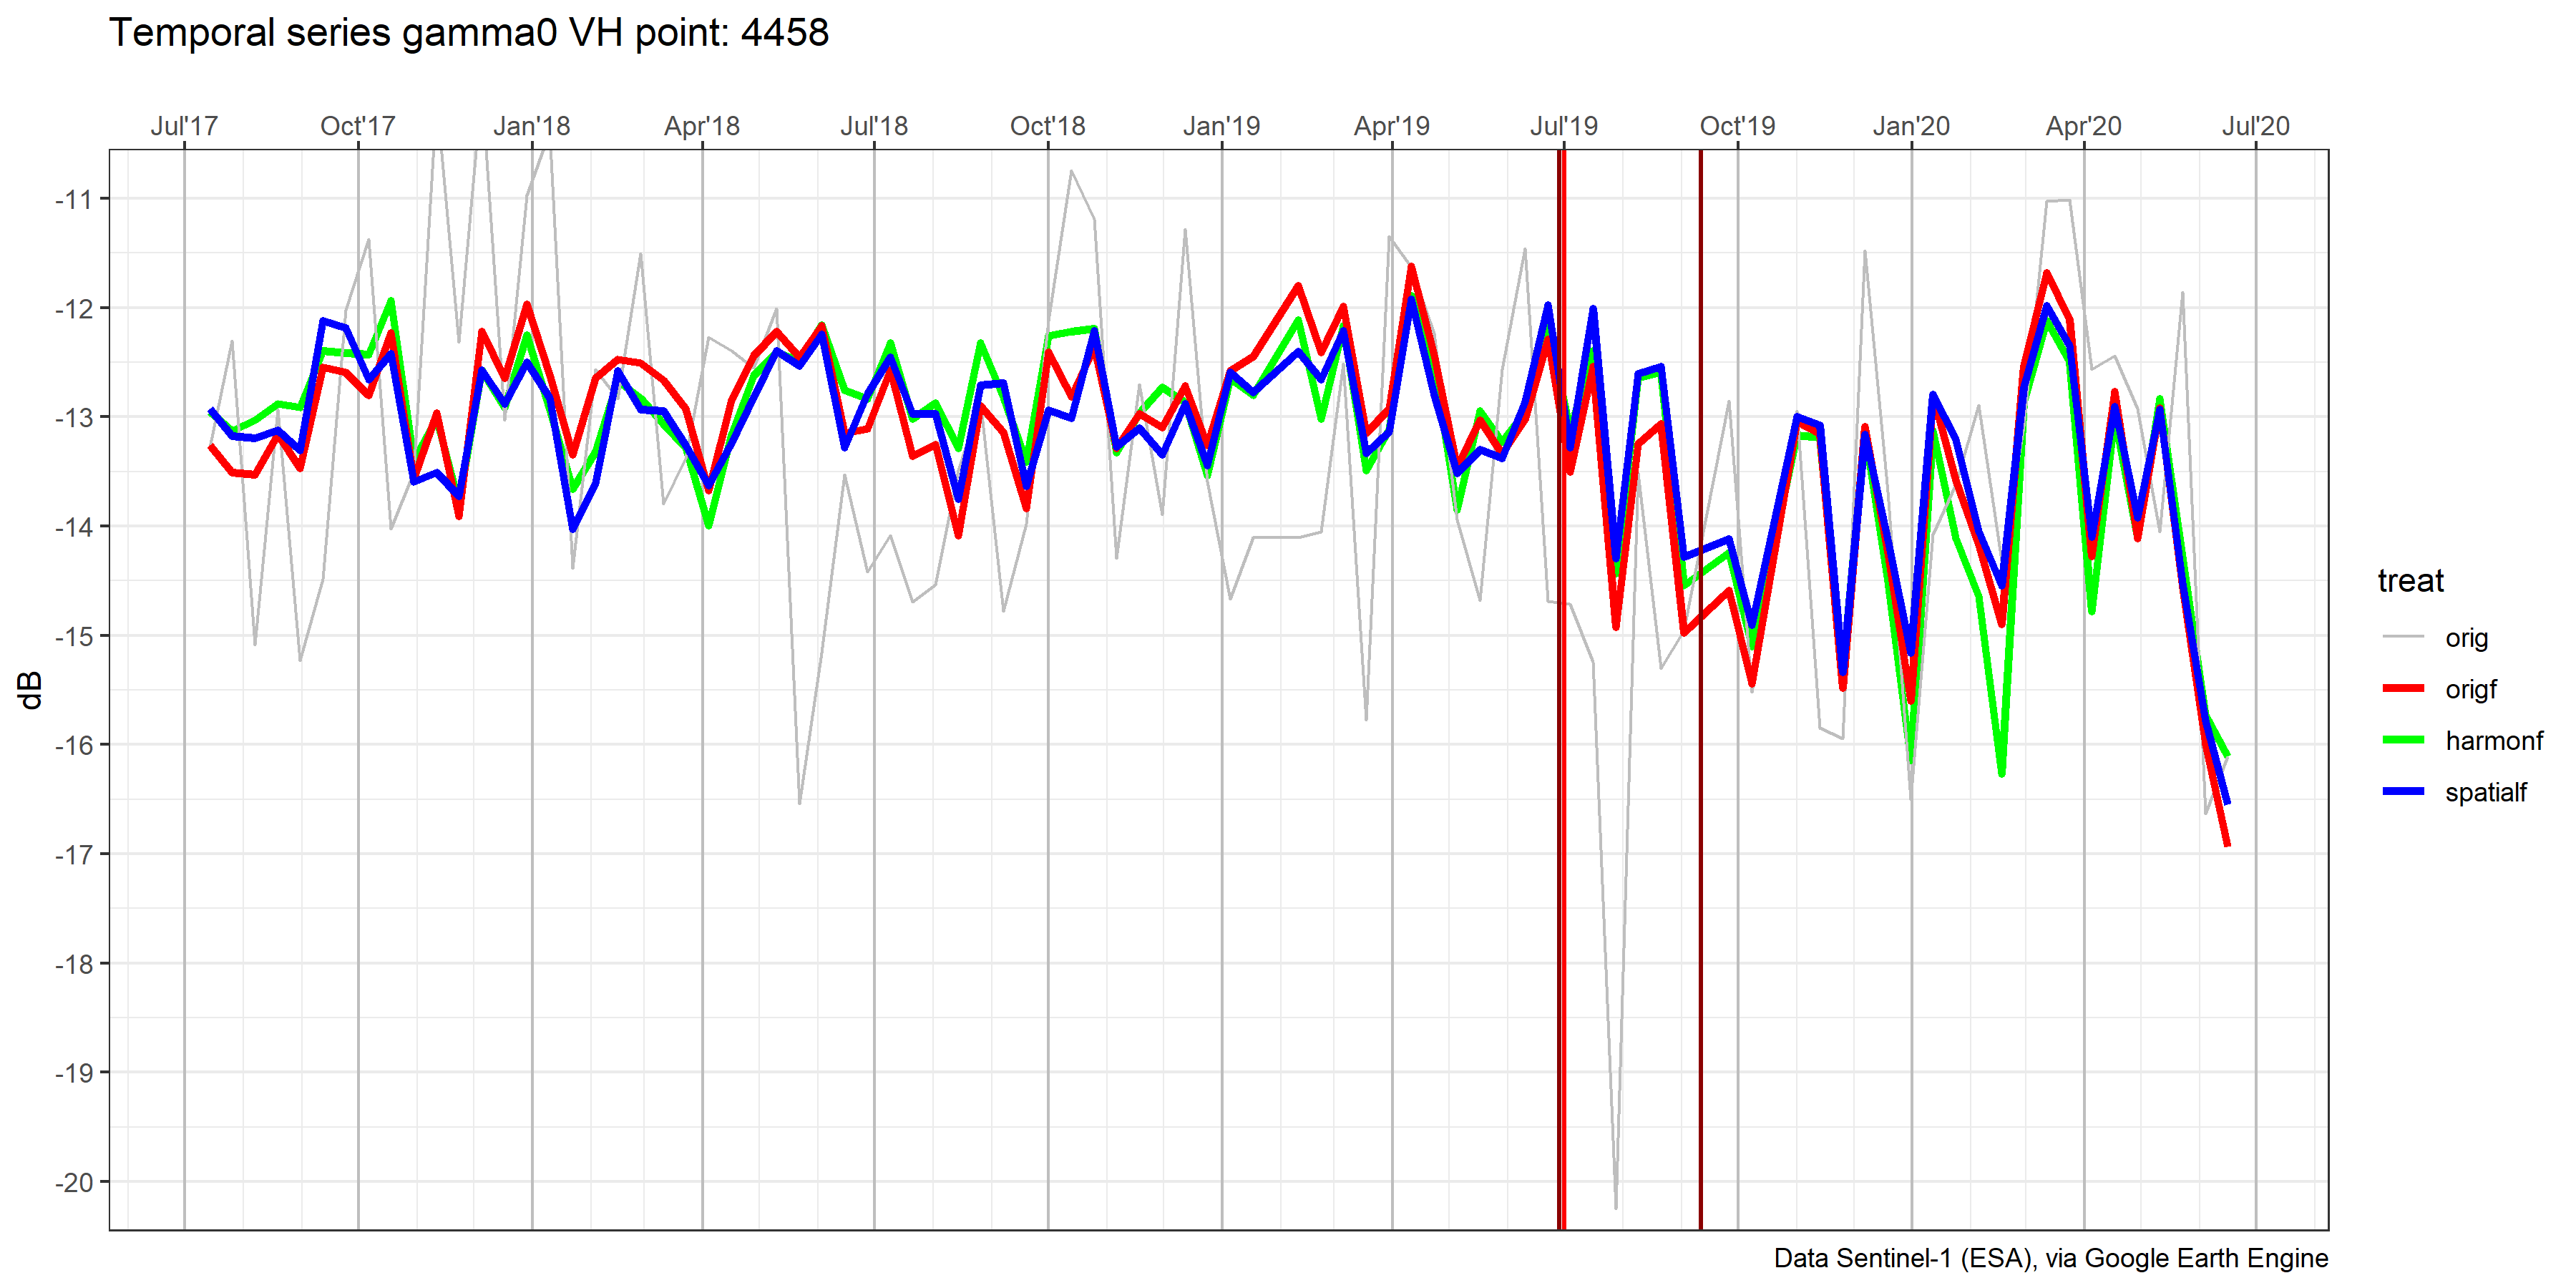 Temporal series gamma0 VH point: 4458
Jul'17 Oct'17 Jan'18 Apr'18 Jul'18 Oct'18 Jan'19 Apr'19 Jul'19 Oct'19 Jan'20 Apr'20 Jul'20
-11
-12
-13
-14
-15
-16
-17
-18
-19
-20
dB
treat
orig
origf
harmonf
spatialf
Data Sentinel-1 (ESA), via Google Earth Engine